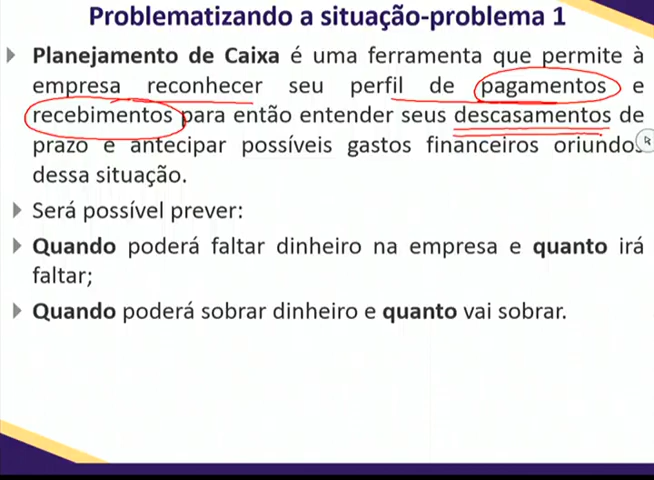 Problematizando a situação-problema 1
Planejamento de Caixa é uma ferramenta que permite à
empresa reconhecer seu perfil de pagamentos e
recebimentos para então entender seus descasamentos de
prazo e antecipar possíveis gastos financeiros oriundos
dessa situação.
Será possível prever:
Quando poderá faltar dinheiro na empresa e quanto irá
faltar;
Quando poderá sobrar dinheiro e quanto vai sobrar.